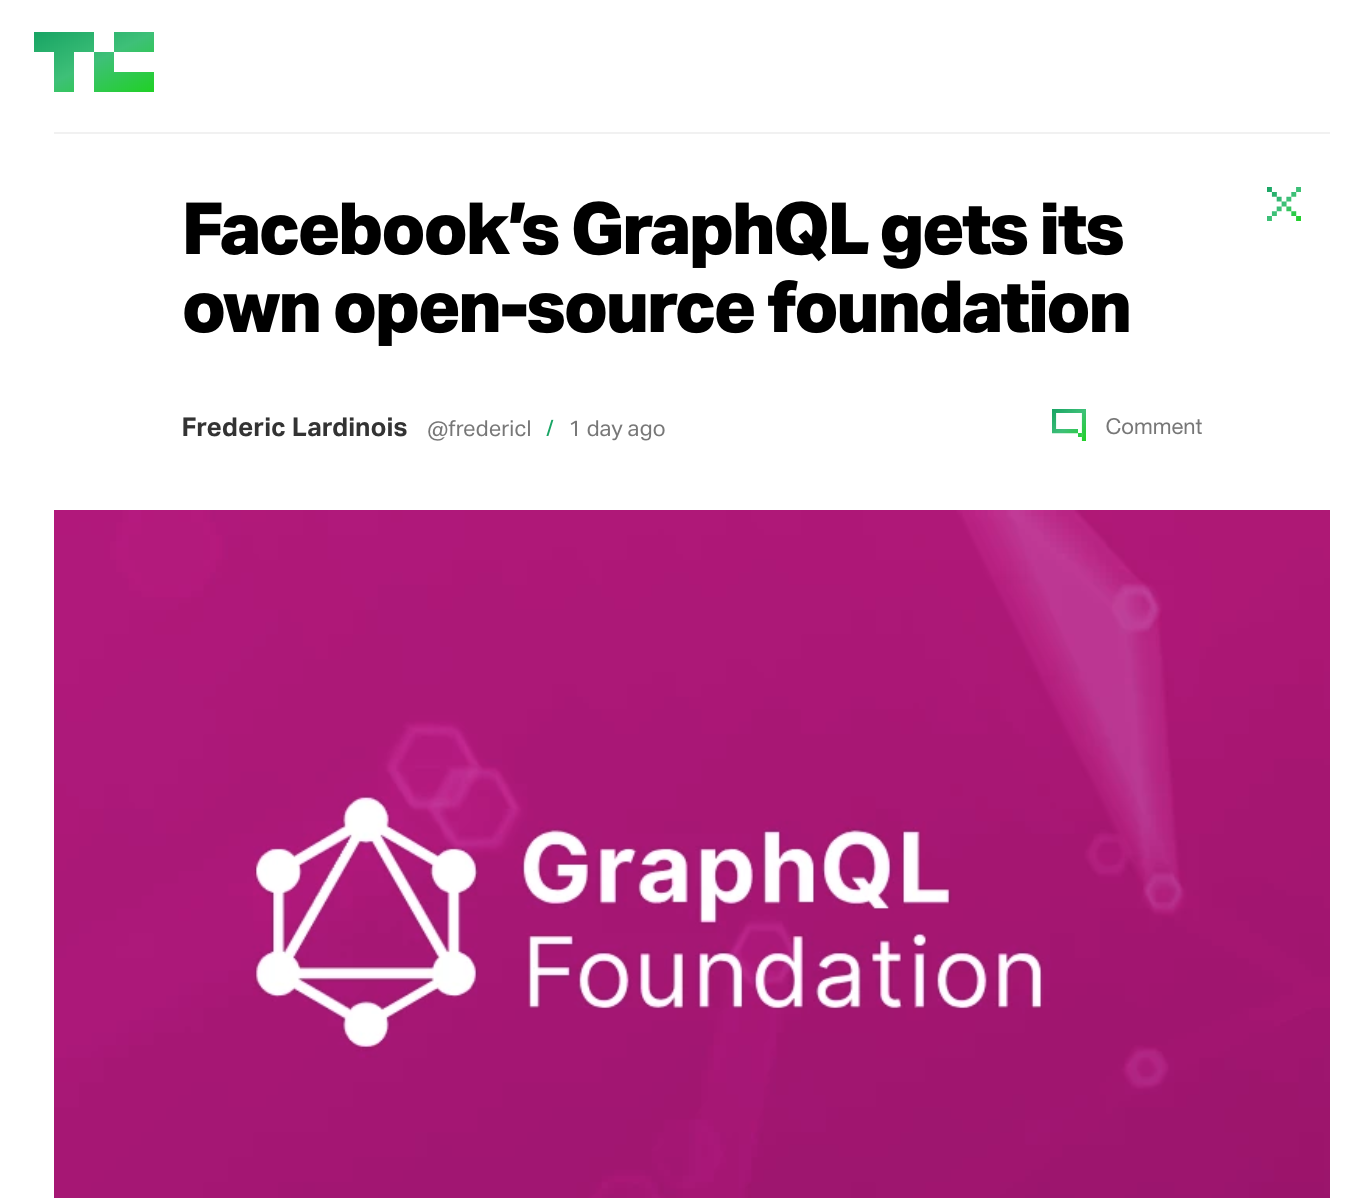 TC
Facebook’s GraphQL gets its
own open-source foundation
Frederic Lardinois @fredericl / 1 day ago
Comment
GraphQL
Foundation